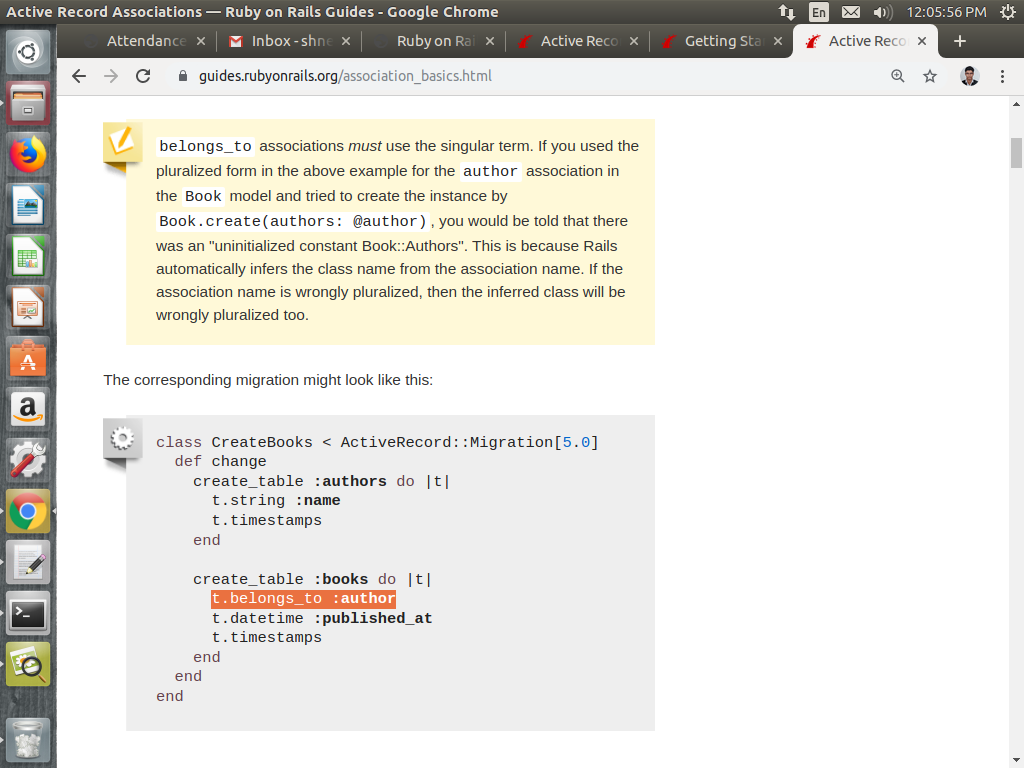 Active Record Associations — Ruby on Rails Guides - Google Chrome
En
12:05:56 PM
Attendance
Inbox - shne
Ruby on Rai
Active Reco
Getting Sta
Active Reco
guides.rubyonrails.org/association_basics.html
belongs_to associations must use the singular term. If you used the
pluralized form in the above example for the author association in
the Book model and tried to create the instance by
Book.create(authors: @author), you would be told that there
was an "uninitialized constant Book::Authors". This is because Rails
automatically infers the class name from the association name. If the
association name is wrongly pluralized, then the inferred class will be
wrongly pluralized too.
The corresponding migration might look like this:
class CreateBooks < ActiveRecord::Migration[5.0]
def change
create_table :authors do |t|
t.string :name
t.timestamps
end
create_table :books do |t|
t.belongs_to :author
t.datetime :published_at
t.timestamps
end
end
end